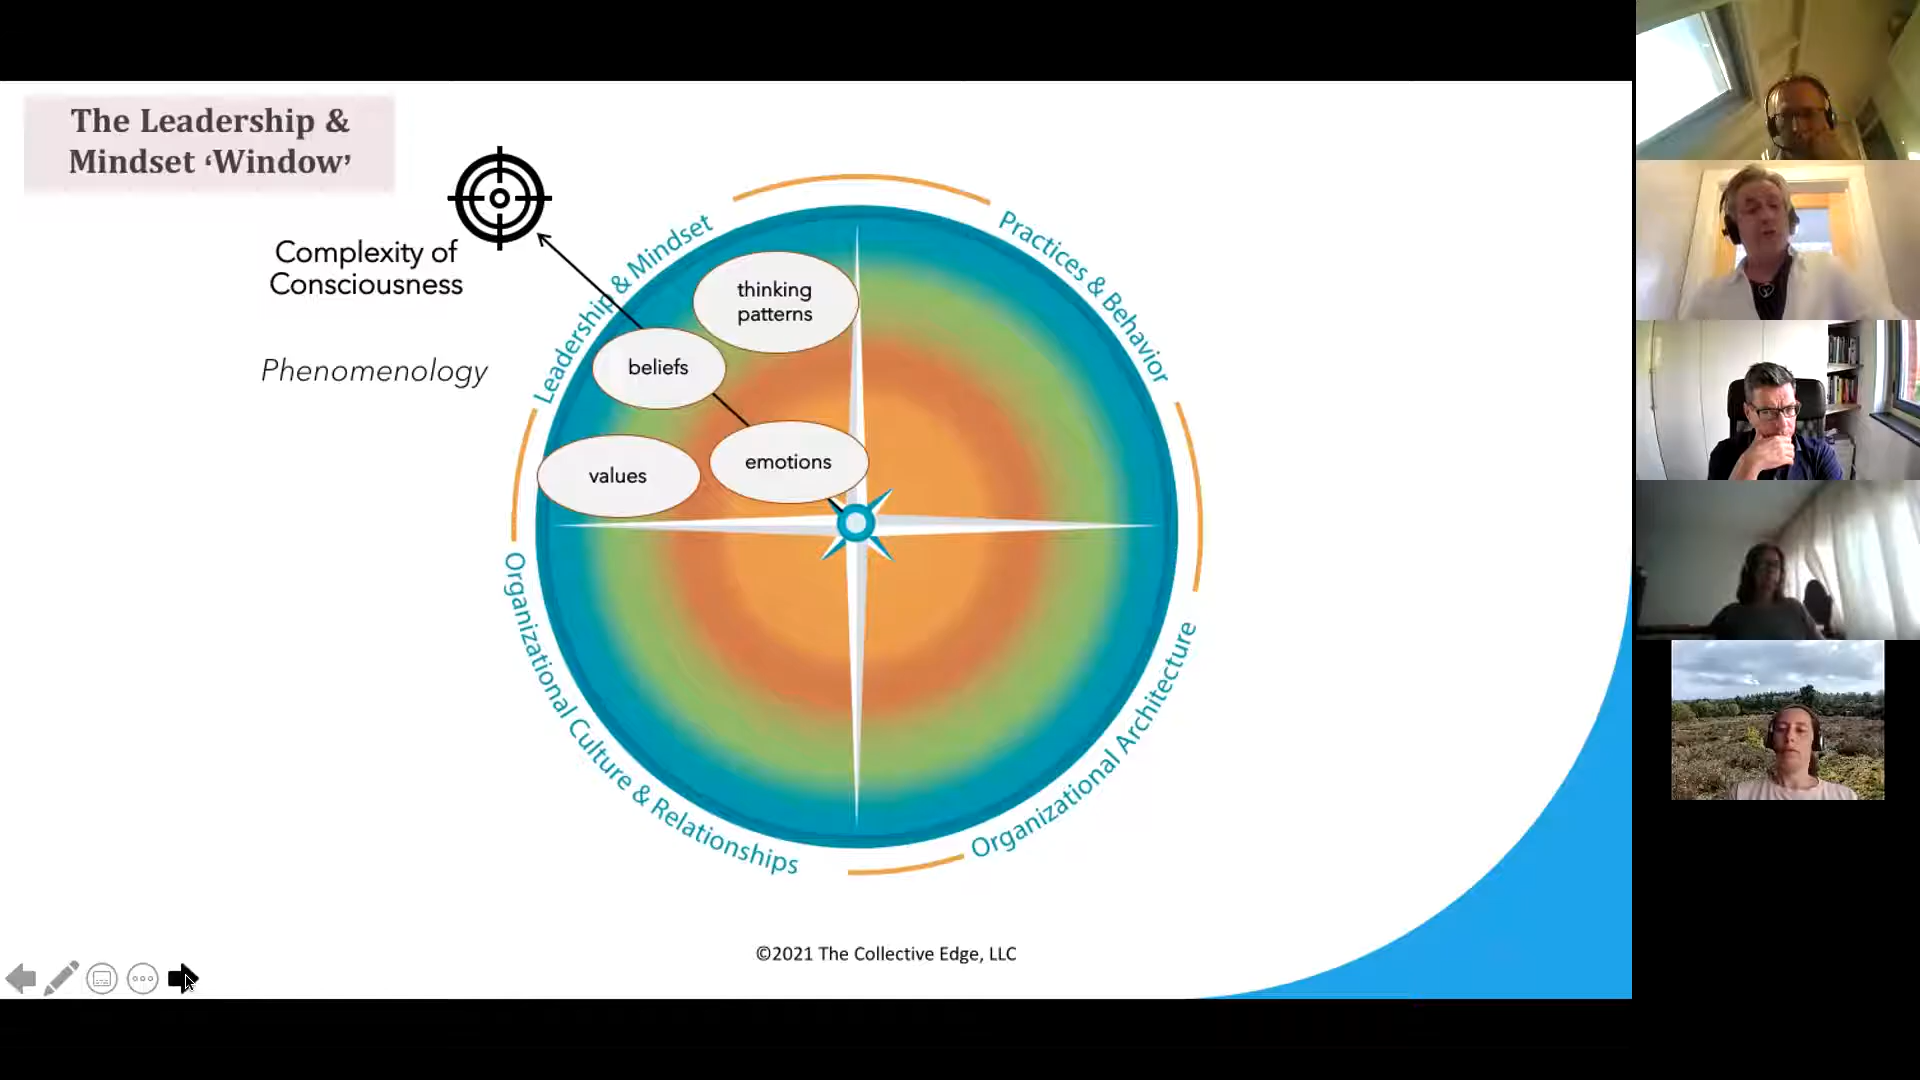 The Leadership &
Mindset ‘Window’
Complexity of
Consciousness
Phenomenology
Leadership & Mindset
Practices & Behavior
thinking
patterns
beliefs
values
emotions
Organizational Culture & Relationships
Organizational Architecture
©2021 The Collective Edge, LLC